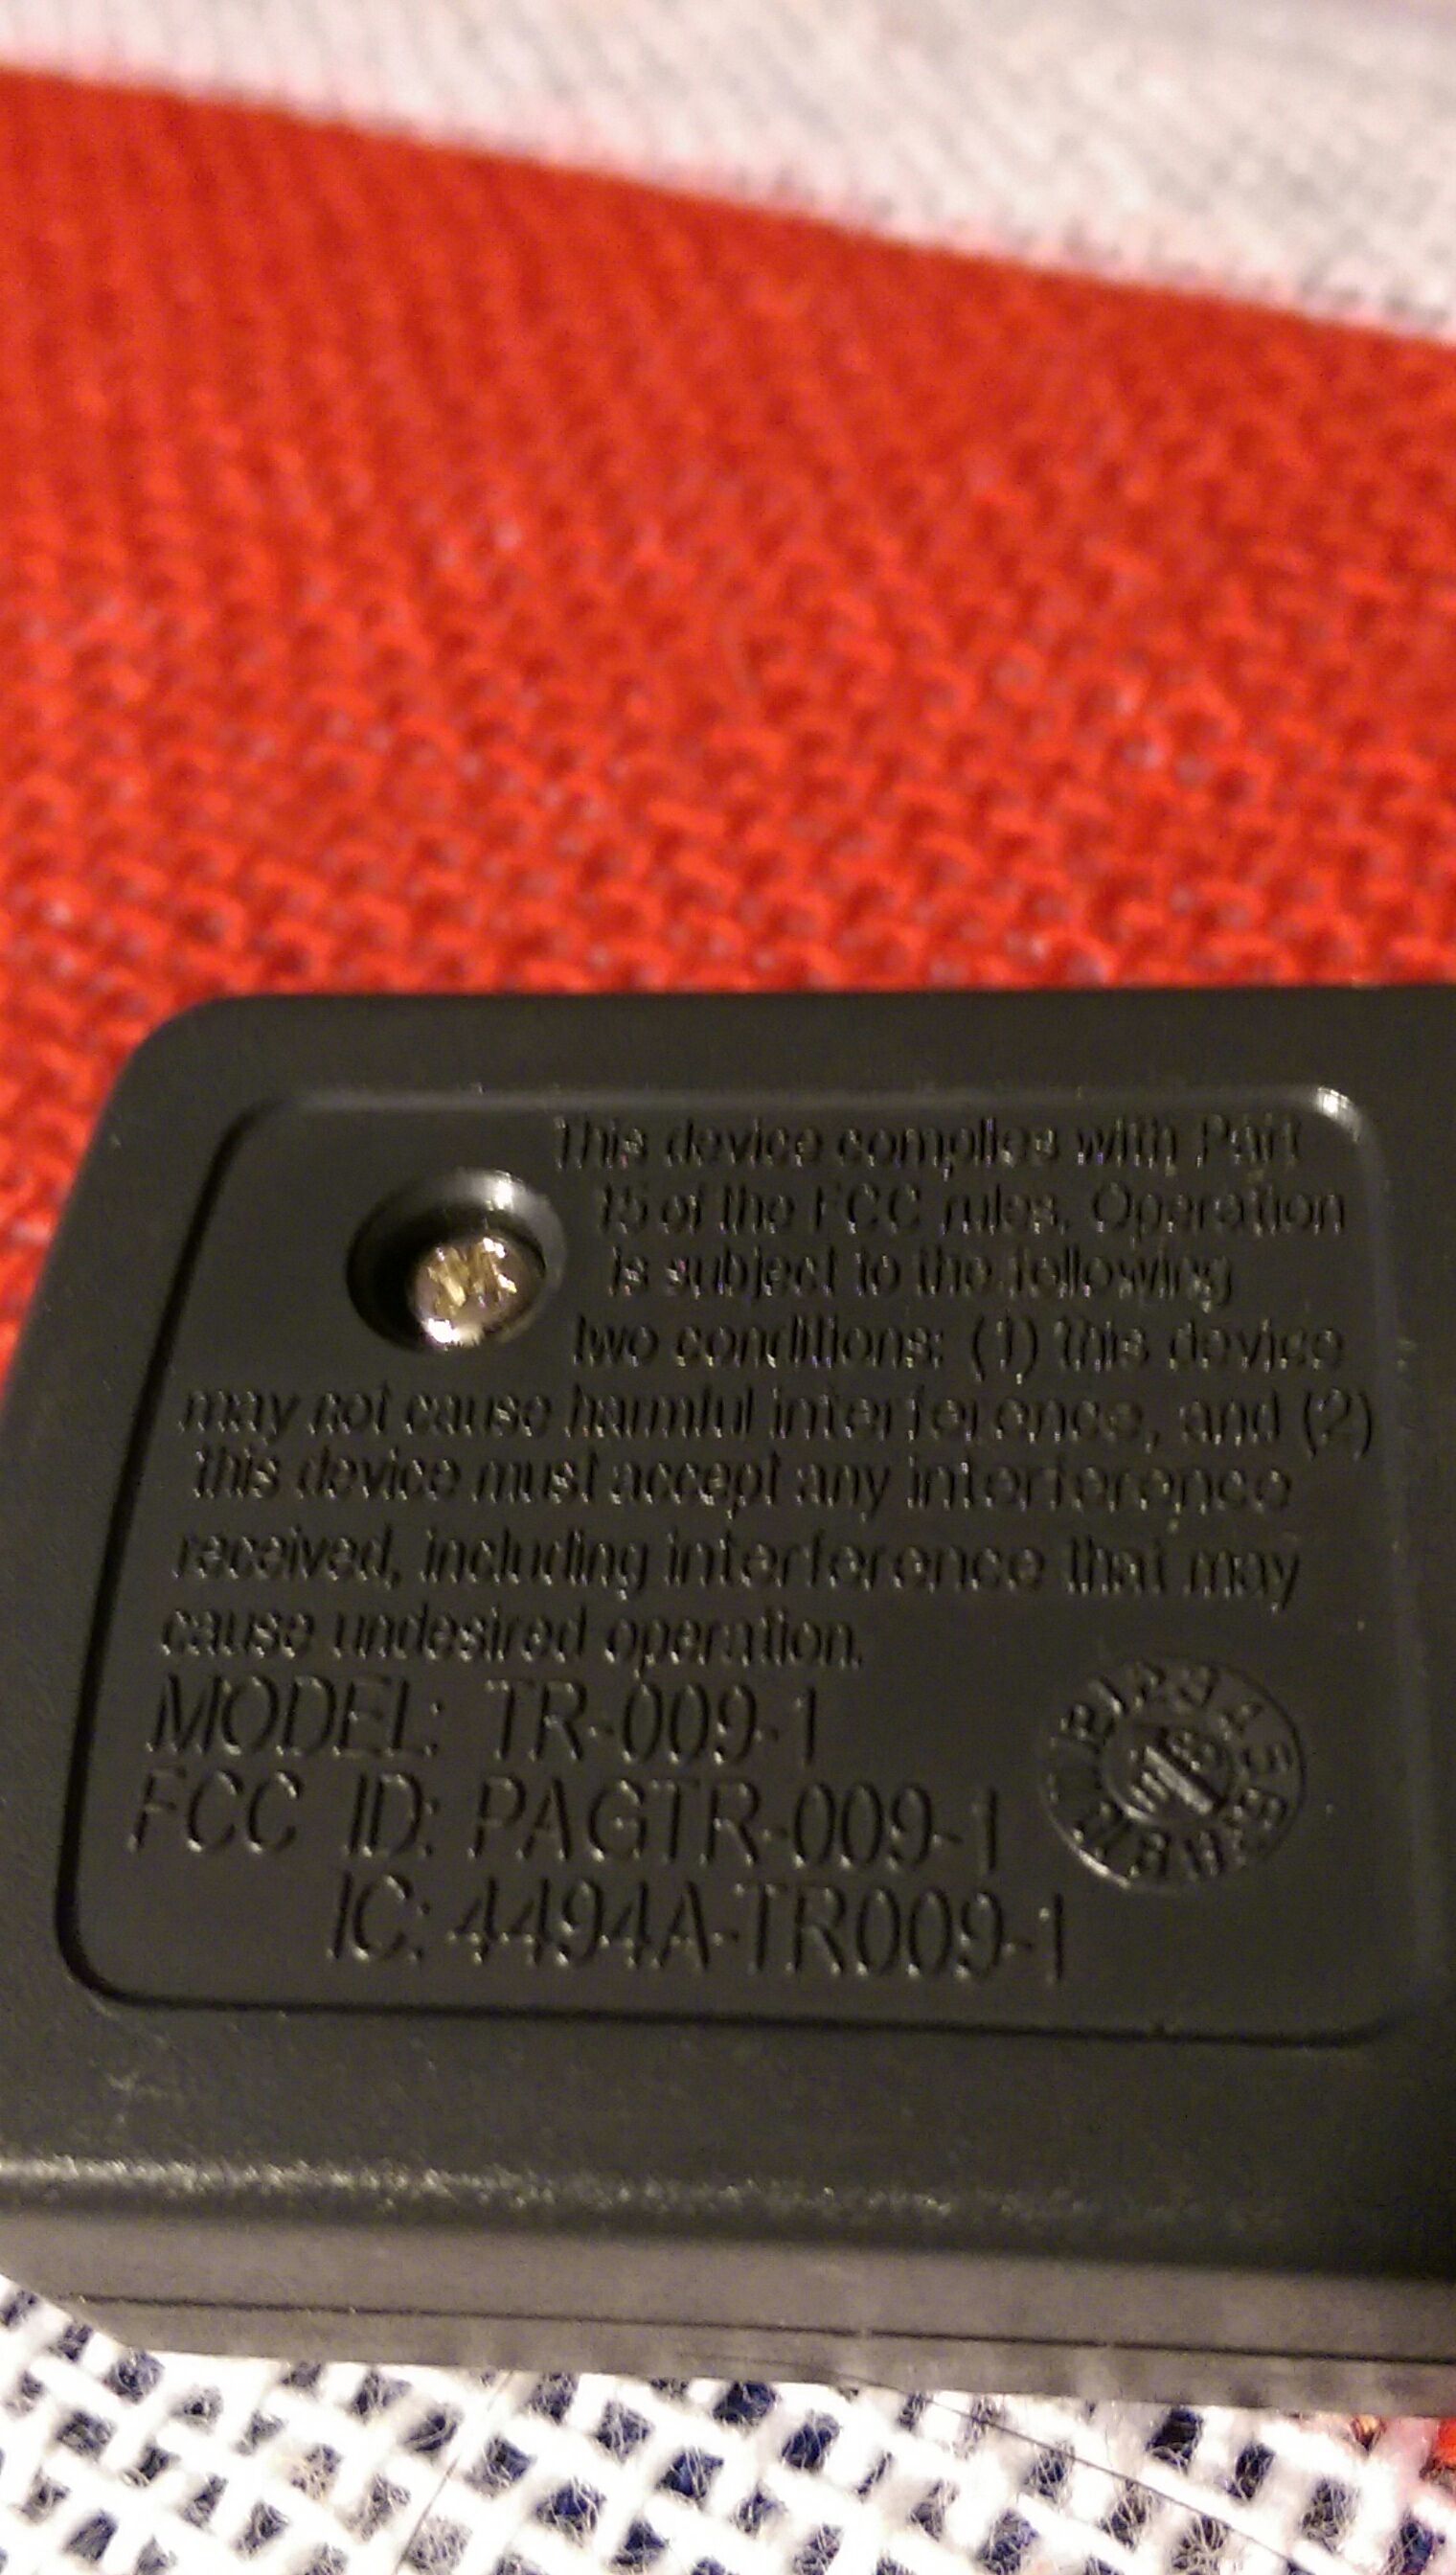 This device complies with Part
15 of the FCC rules. Operation
is subject to the following
two conditions: (1) this device
may not cause harmful interference, and (2)
this device must accept any interference
received, including interference that may
cause undesired operation.
MODEL: TR-009-1
FCC ID: PAGTR-009-1
IC: 4494A-TR009-1